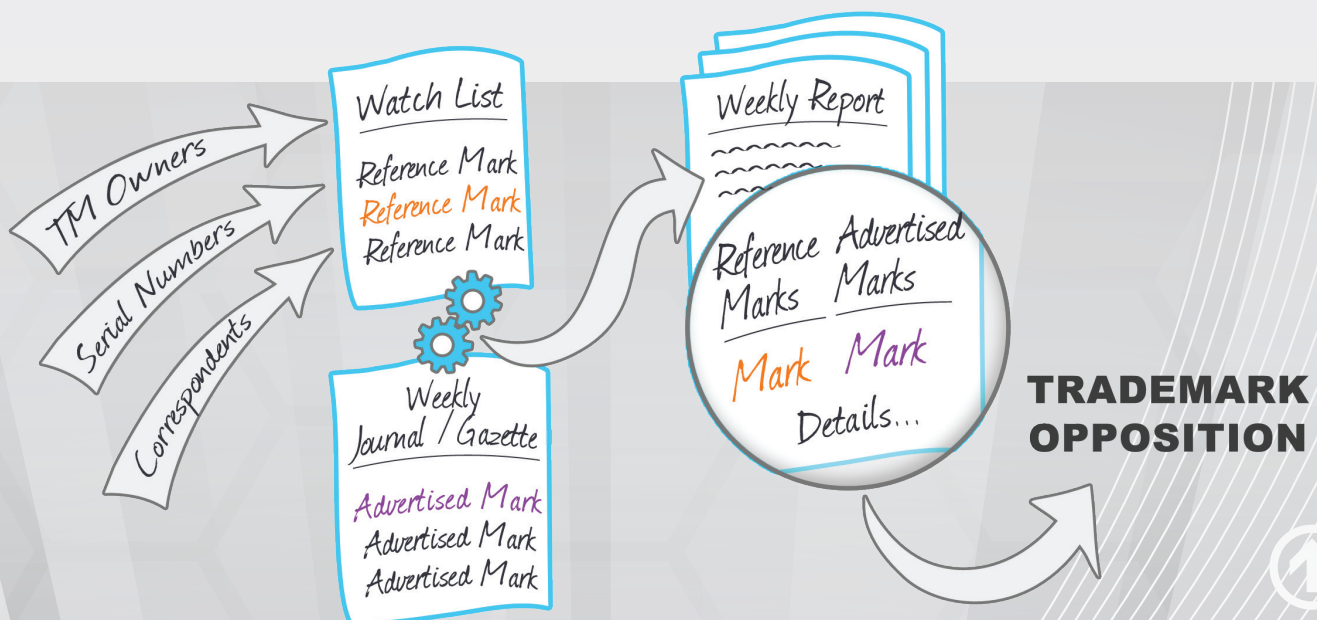 TM Owners
Serial Numbers
Correspondents
Watch List
Reference Mark
Reference Mark
Reference Mark
Weekly
Journal / Gazette
Advertised Mark
Advertised Mark
Advertised Mark
Weekly Report
Reference Advertised
Marks Marks
Mark Mark
Details...
TRADEMARK
OPPOSITION